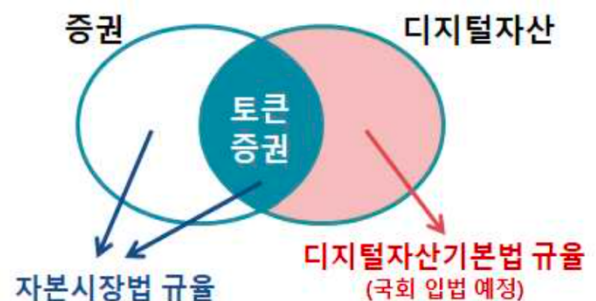 증권
디지털자산
토큰
증권
자본시장법 규율
디지털자산기본법 규율
(국회 입법 예정)